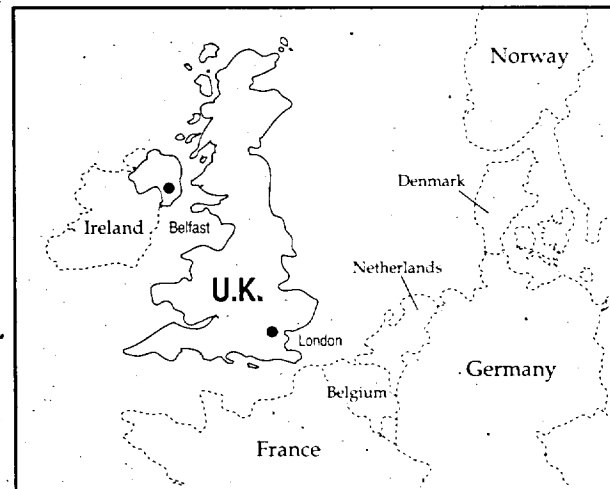 Norway
Denmark
Ireland
Belfast
Netherlands
U.K.
London
Germany
Belgium
France